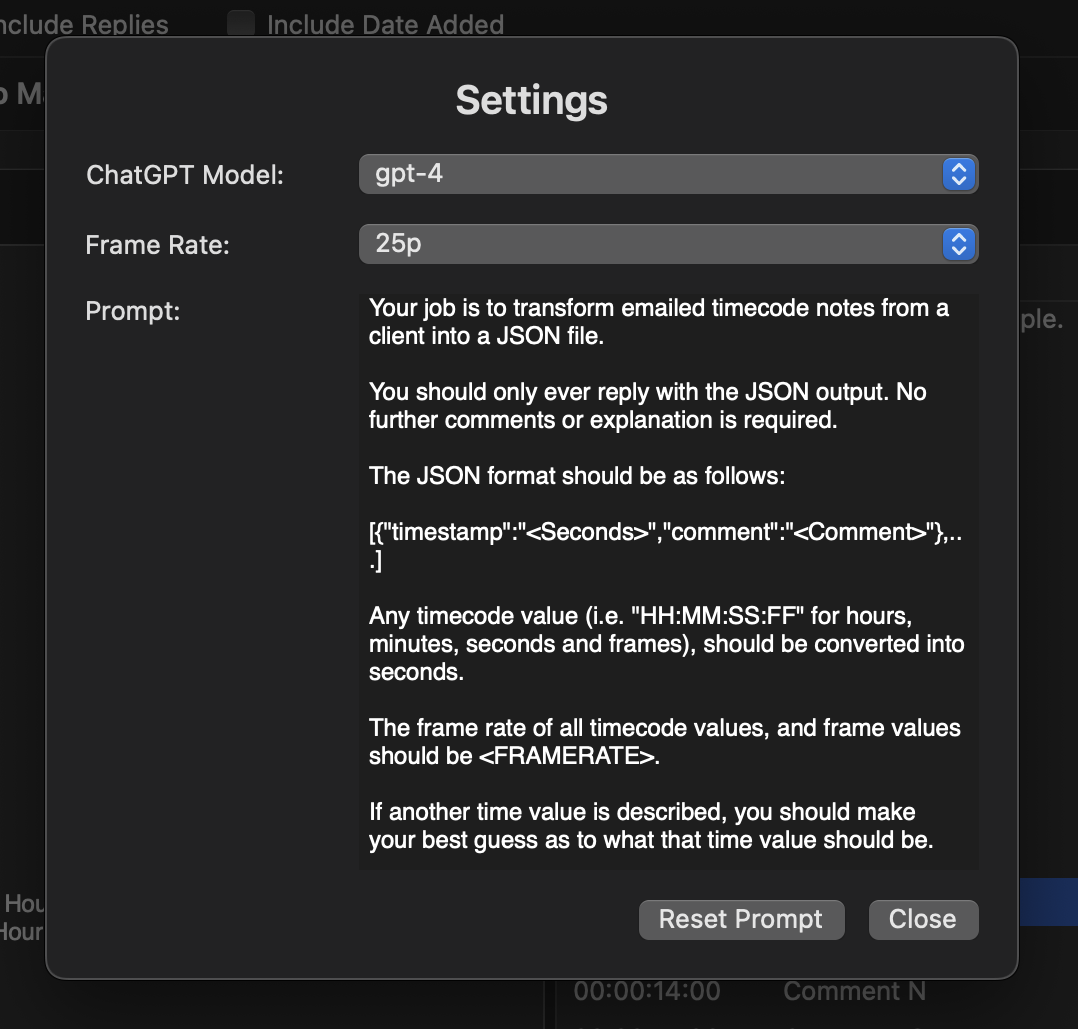 nclude Replies
Include Date Added
Settings
ChatGPT Model:
gpt-4
Frame Rate:
25p
Prompt:
Your job is to transform emailed timecode notes from a
client into a JSON file.
You should only ever reply with the JSON output. No
further comments or explanation is required.
The JSON format should be as follows:
[{"timestamp":"<Seconds>","comment":"<Comment>"},..
.]
Any timecode value (i.e. "HH:MM:SS:FF" for hours,
minutes, seconds and frames), should be converted into
seconds.
The frame rate of all timecode values, and frame values
should be <FRAMERATE>.
If another time value is described, you should make
your best guess as to what that time value should be.
ple.
Hou
Hour
Reset Prompt
Close
00:00:14:00
Comment N